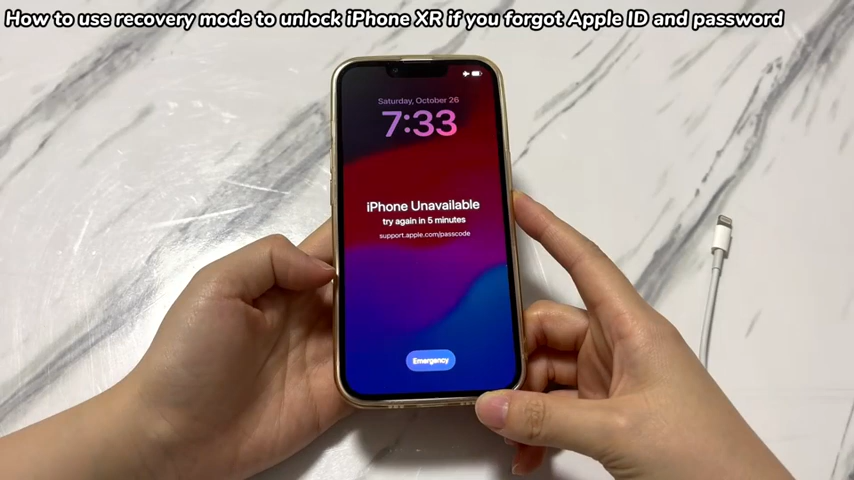 How to use recovery mode to unlock iPhone XR if you forgot Apple ID and password
Saturday, October 26
7:33
iPhone Unavailable
try again in 5 minutes
support.apple.com/passcode
Emergency